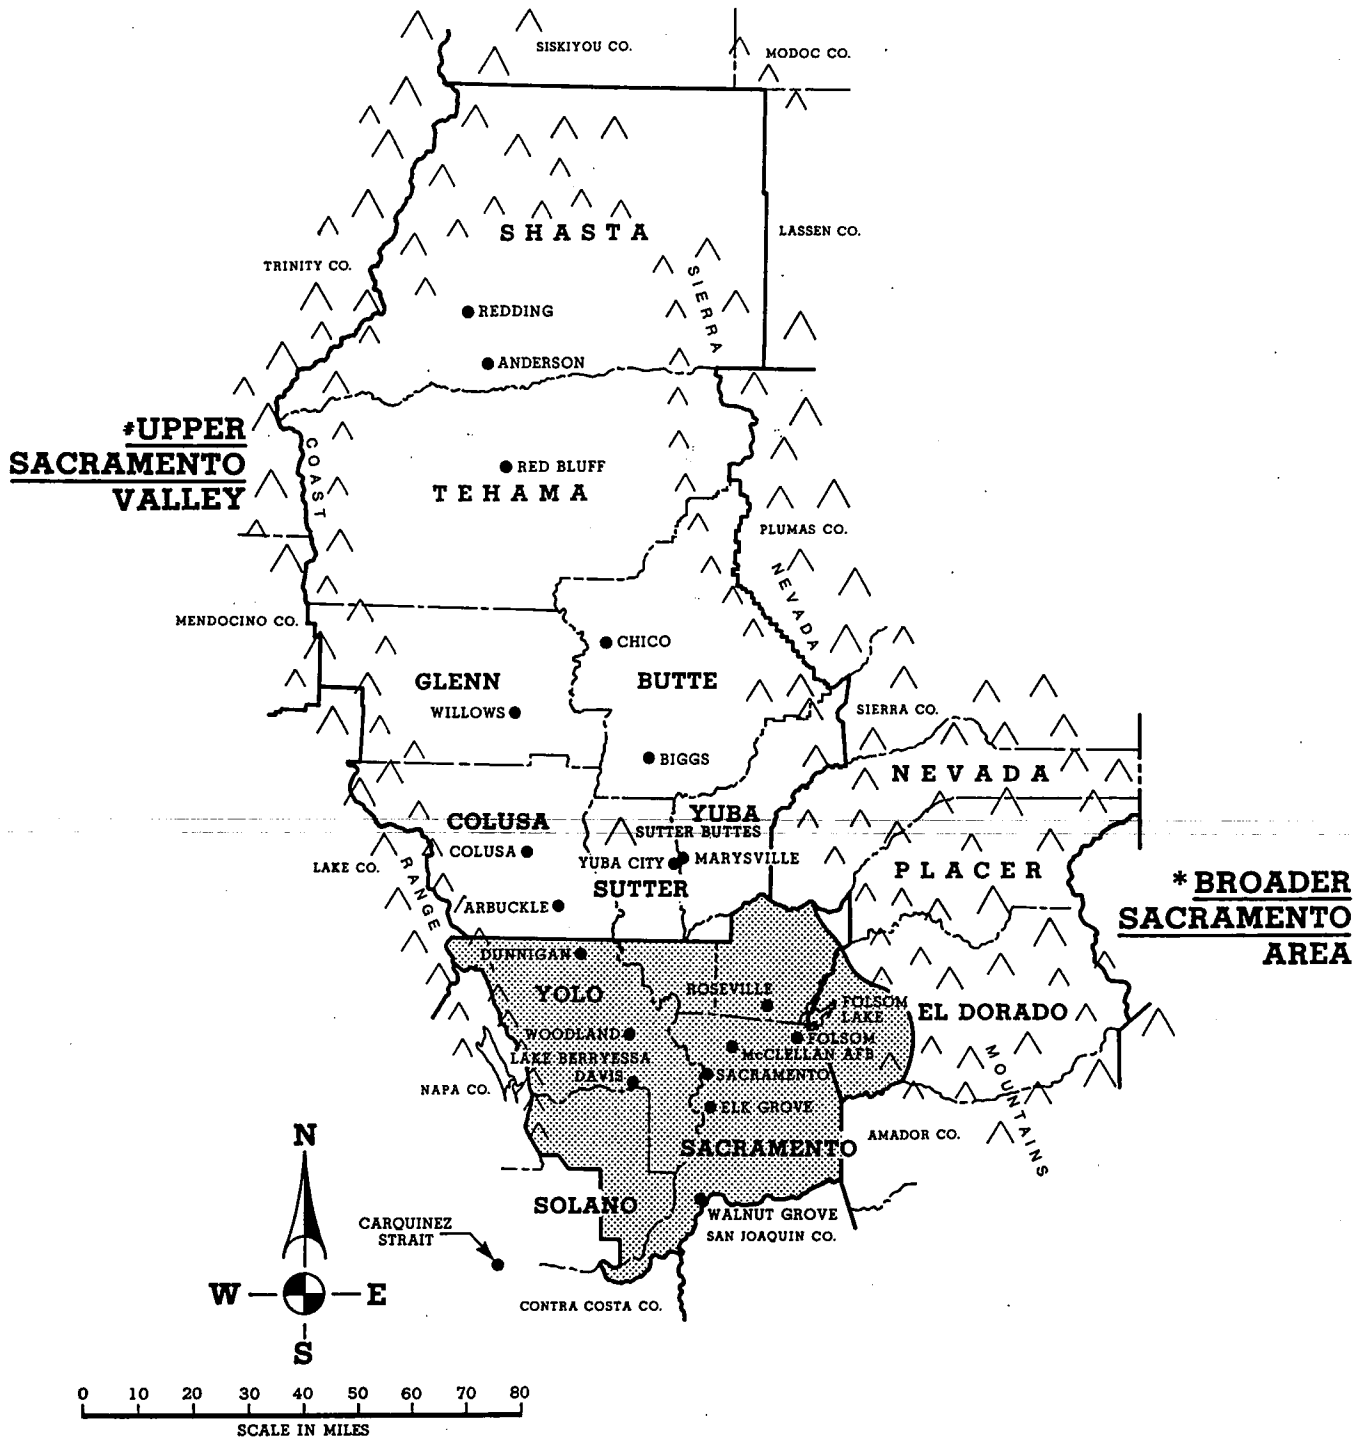 SISKIYOU CO.
MODOC CO.
SHASTA
LASSEN CO.
TRINITY CO.
SIERRA
REDDING
ANDERSON
*UPPER
SACRAMENTO
VALLEY
COAST
RED BLUFF
TEHAMA
PLUMAS CO.
NEVADA
MENDOCINO CO.
CHICO
GLENN
BUTTE
WILLOWS
SIERRA CO.
BIGGS
NEVADA
COLUSA
YUBA
SUTTER BUTTES
COLUSA
YUBA CITY
MARYSVILLE
LAKE CO.
RANGE
SUTTER
PLACER
*BROADER
SACRAMENTO
AREA
ARBUCKLE
DUNNIGAN
YOLO
ROSEVILLE
FOLSOM
LAKE
EL DORADO
WOODLAND
FOLSOM
LAKE BERRYESSA
McCLELLAN AFB
DAVIS
SACRAMENTO
MOUNTAINS
NAPA CO.
ELK GROVE
AMADOR CO.
SACRAMENTO
N
SOLANO
WALNUT GROVE
CARQUINEZ
STRAIT
SAN JOAQUIN CO.
W E
CONTRA COSTA CO.
S
0 10 20 30 40 50 60 70 80
SCALE IN MILES